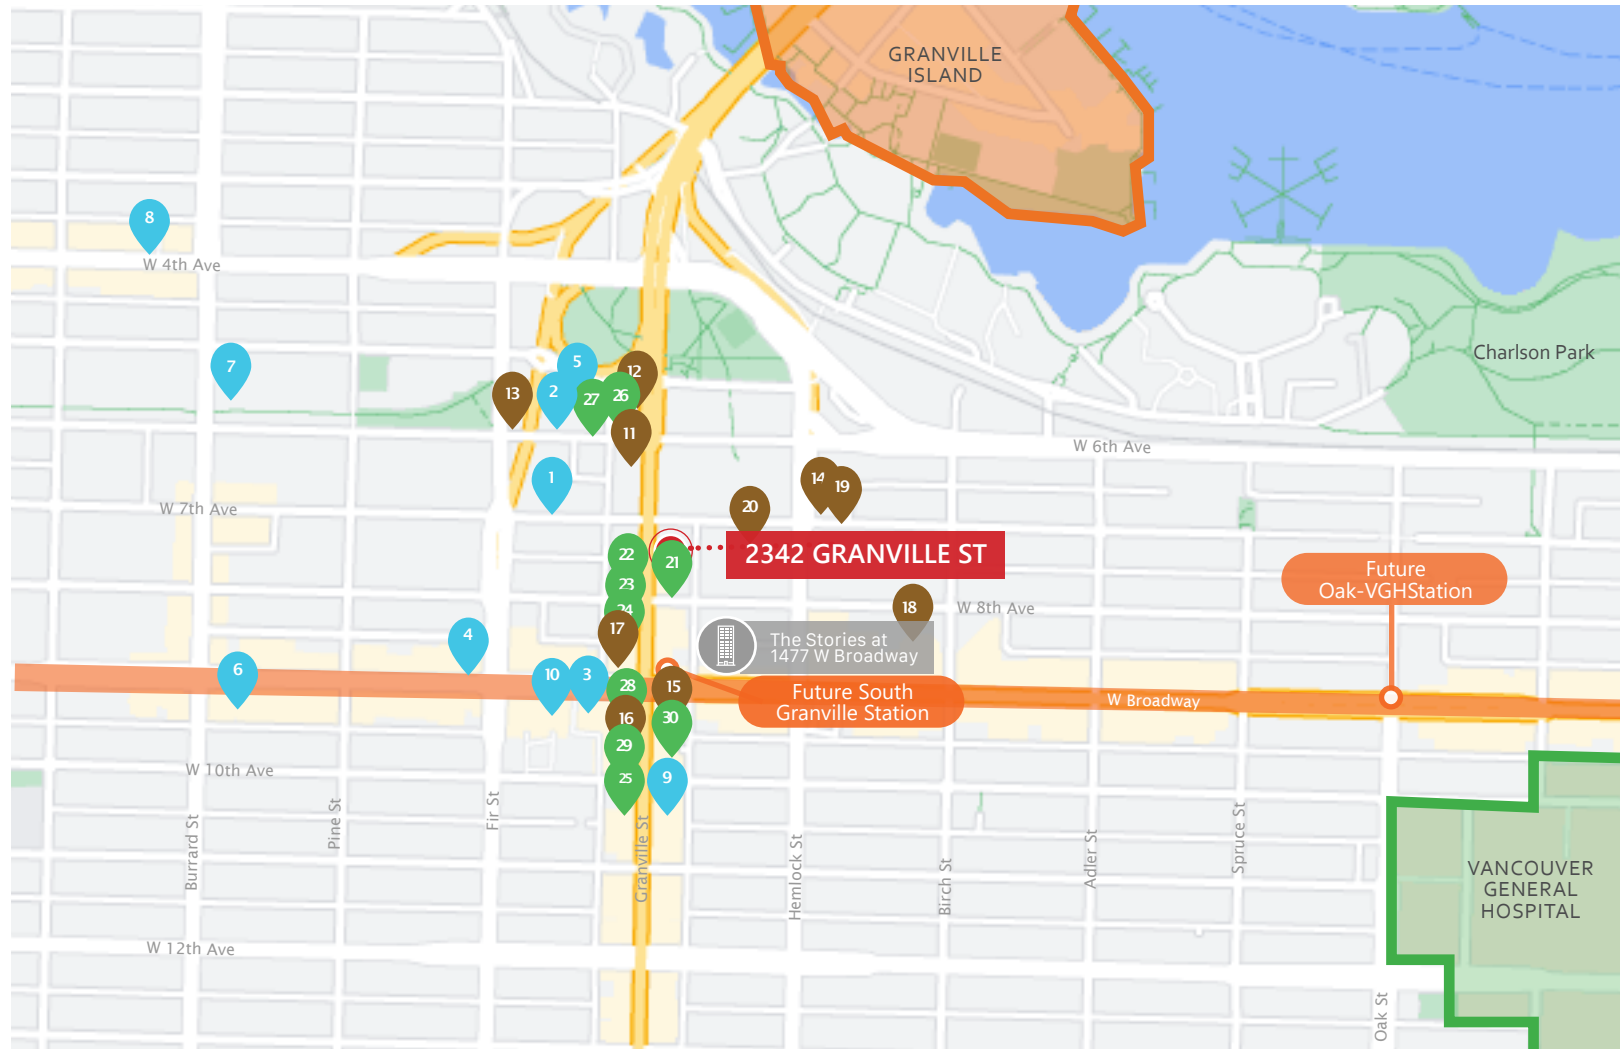 GRANVILLE
ISLAND
8
W 4th Ave
Charlson Park
7
5
12
13
2
27
26
11
W 6th Ave
1
14
19
W 7th Ave
20
22
21
2342 GRANVILLE ST
23
24
Future
Oak-VGHStation
18
W 8th Ave
17
4
The Stories at
1477 W Broadway
6
10
3
28
15
Future South
Granville Station
W Broadway
16
30
29
W 10th Ave
25
9
Burrard St
Pine St
Fir St
Granville St
Hemlock St
Birch St
Adler St
Spruce St
VANCOUVER
GENERAL
HOSPITAL
W 12th Ave
Oak St